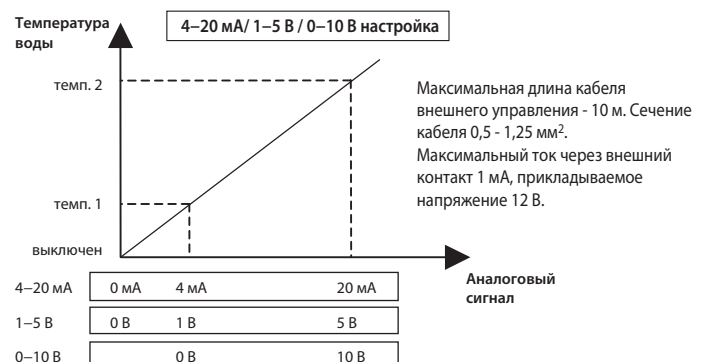 Температура
воды
4–20 мА/ 1–5 В / 0–10 В настройка
темп. 2
Максимальная длина кабеля
внешнего управления - 10 м. Сечение
кабеля 0,5 - 1,25 мм².
Максимальный ток через внешний
контакт 1 мА, прикладываемое
напряжение 12 В.
темп. 1
выключен
Аналоговый
сигнал
4–20 мА 0 мА 4 мА 20 мА
1–5 В 0 В 1 В 5 В
0–10 В 0 В 10 В